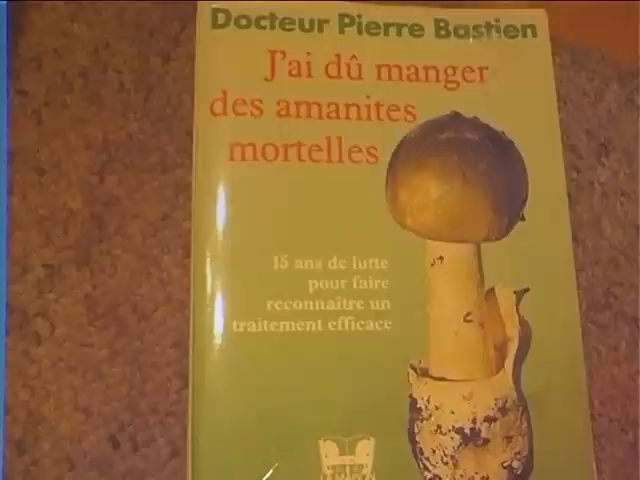 Docteur Pierre Bastien
J'ai dû manger
des amanites
mortelles
15 ans de lutte
pour faire
reconnaitre un
traitement efficace